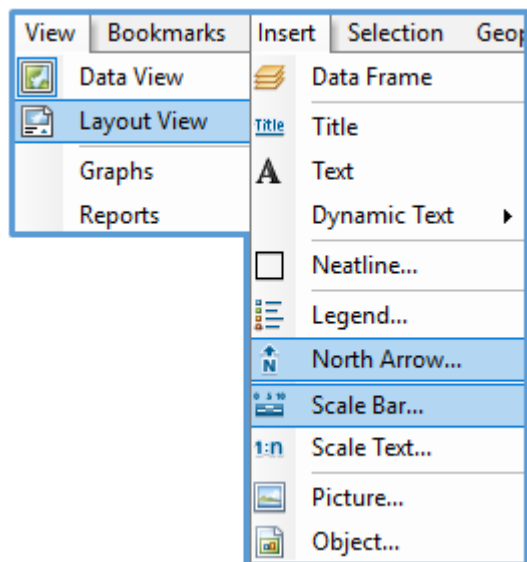 View Bookmarks
Data View
Layout View
Graphs
Reports
Insert Selection Geop
Data Frame
Title Title
A Text
Dynamic Text
Neatline...
Legend...
N North Arrow...
0 5 10 Scale Bar...
1:n Scale Text...
Picture...
Object...